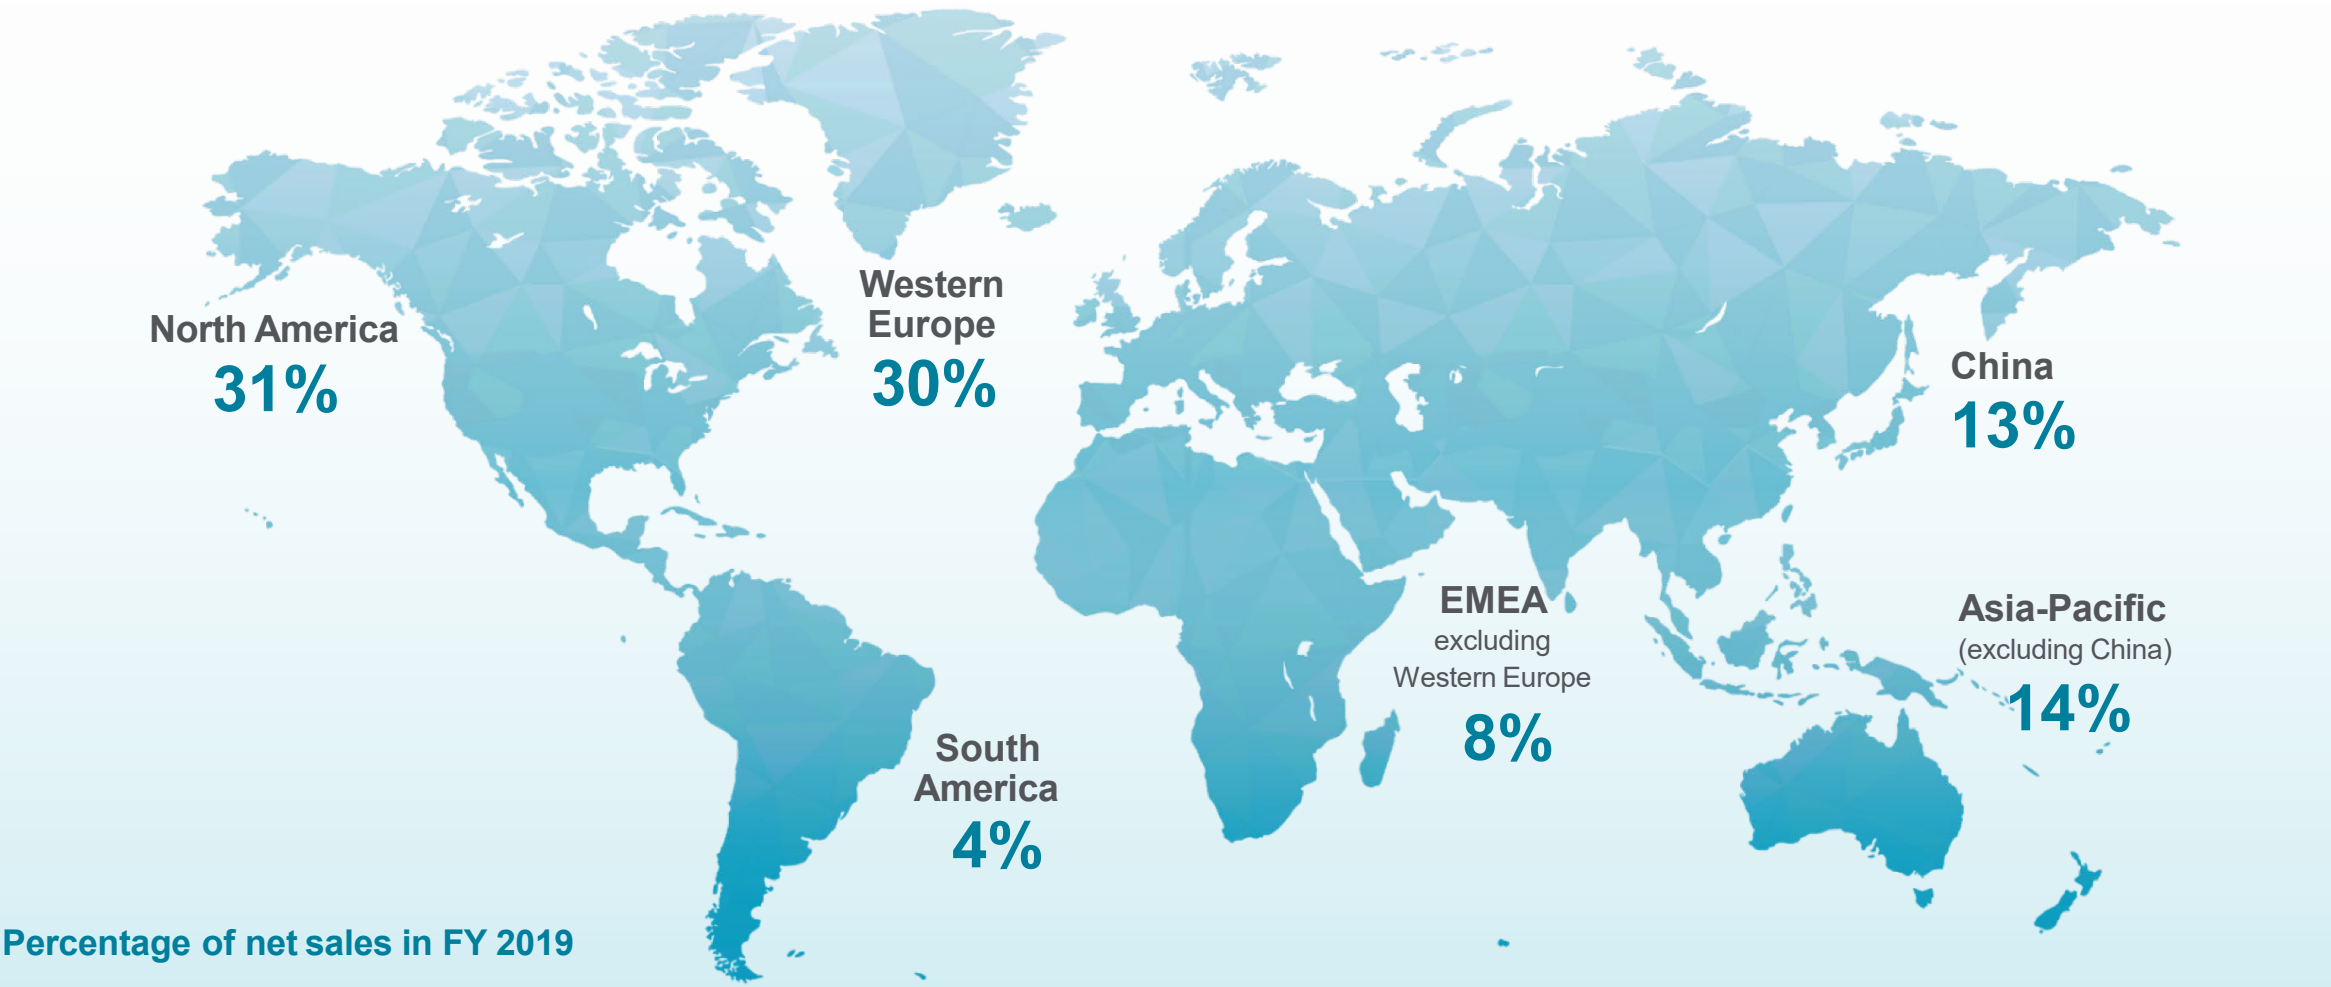 North America
31%
Western
Europe
30%
China
13%
EMEA
excluding
Western Europe
8%
Asia-Pacific
(excluding China)
14%
South
America
4%
Percentage of net sales in FY 2019